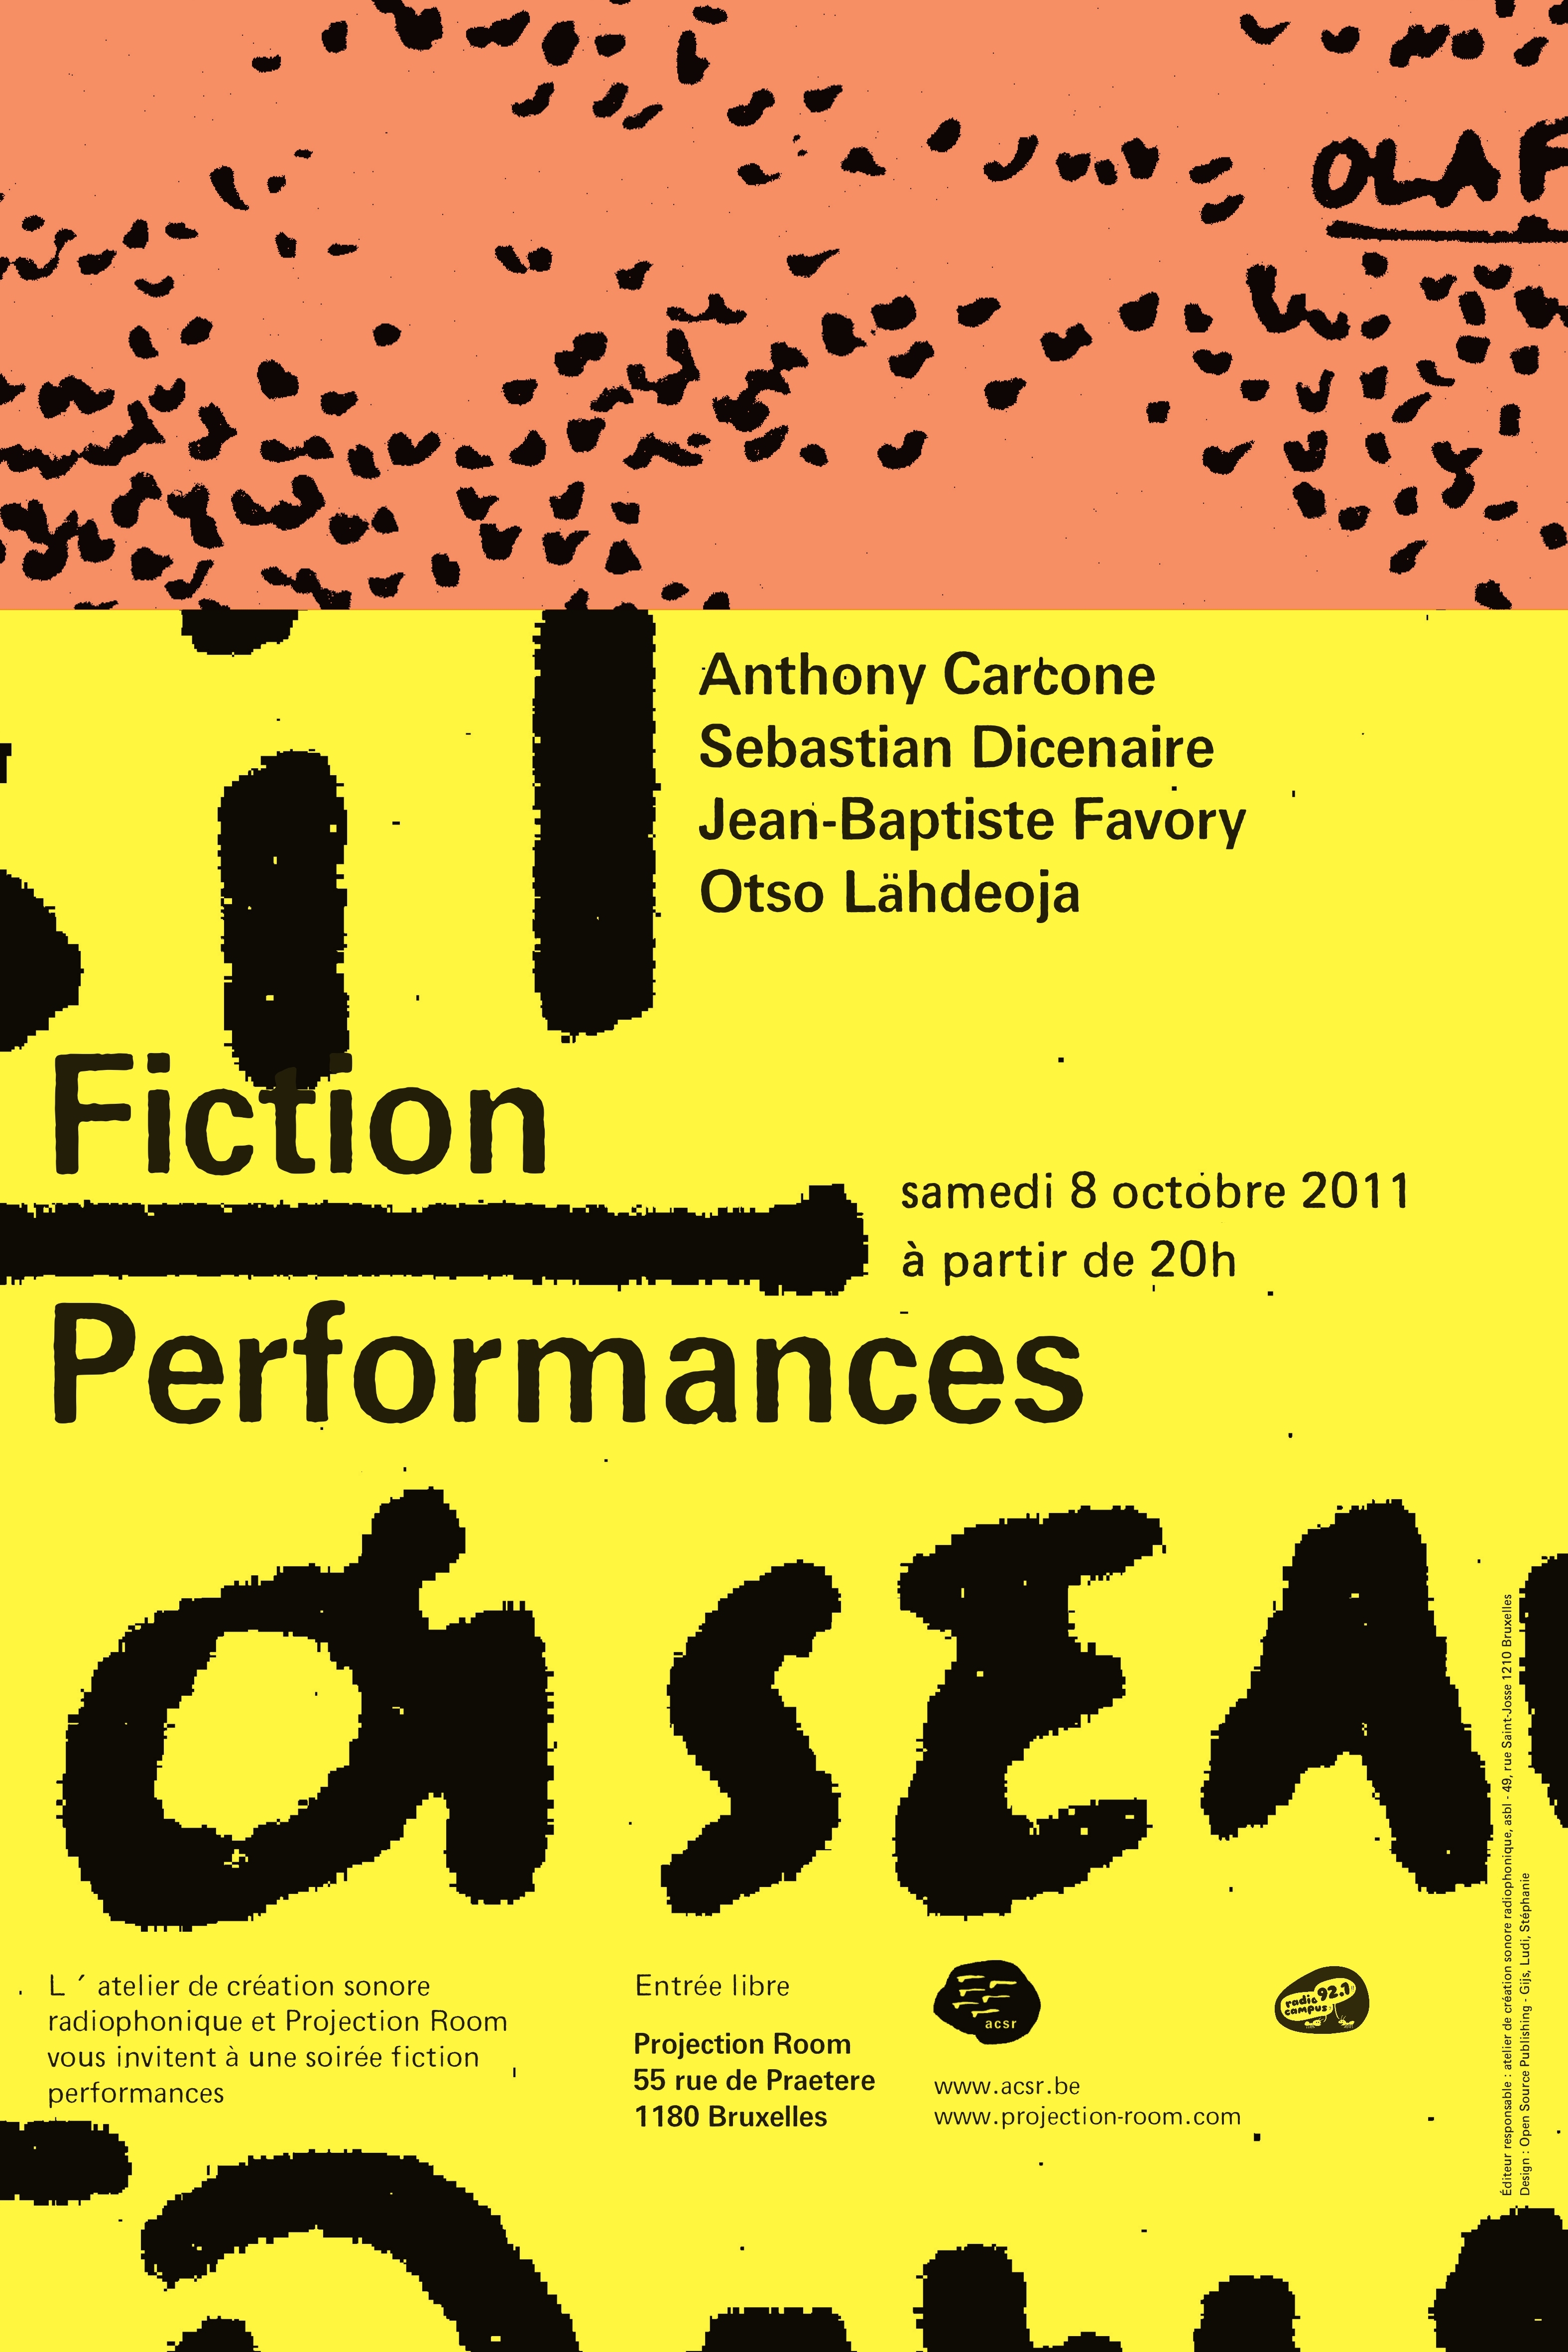 OLAF
Anthony Carcone
Sebastian Dicenaire
Jean-Baptiste Favory
Otso Lähdeoja
Fiction
samedi 8 octobre 2011
à partir de 20h
Performances
a SEA
L ´ atelier de création sonore
radiophonique et Projection Room
vous invitent à une soirée fiction
performances
Entrée libre
Projection Room
55 rue de Praetere
1180 Bruxelles
acsr
www.acsr.be
www.projection-room.com
radio 92.1
campus
Éditeur responsable : atelier de création sonore radiophonique, asbl - 49, rue Saint-Josse 1210 Bruxelles
Design : Open Source Publishing - Gijs, Ludi, Stéphanie